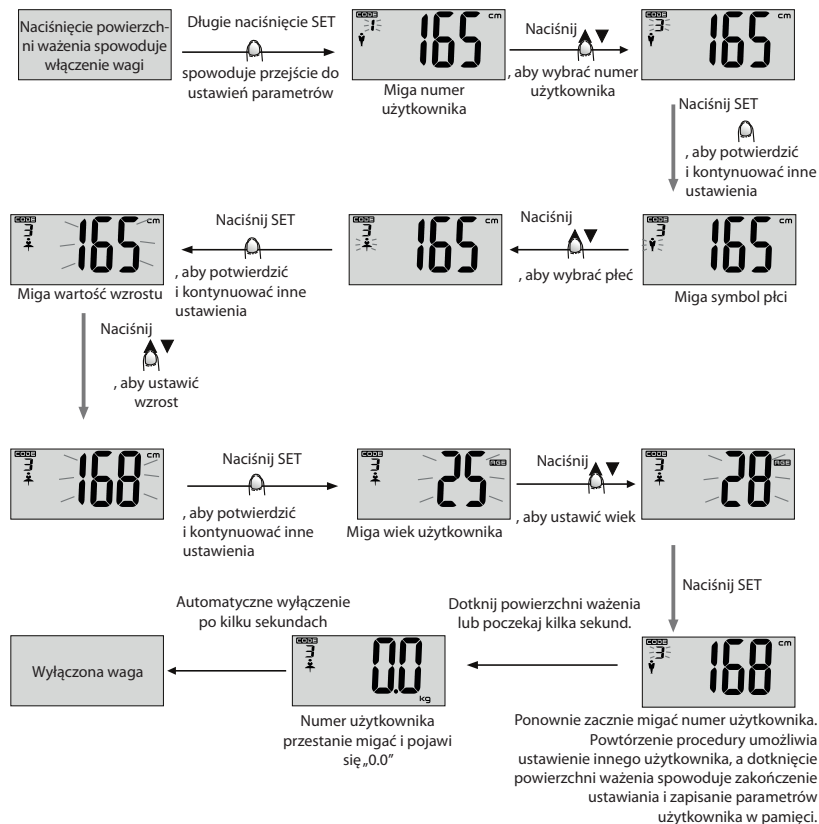 Naciśnięcie powierzch-
ni ważenia spowoduje
włączenie wagi
Długie naciśnięcie SET
spowoduje przejście do
ustawień parametrów
CODE
1
165 cm
Miga numer
użytkownika
Naciśnij
, aby wybrać numer
użytkownika
CODE
3
165 cm
Naciśnij SET
, aby potwierdzić
i kontynuować inne
ustawienia
CODE
3
165 cm
Miga symbol płci
Naciśnij
, aby wybrać płeć
CODE
3
165 cm
Naciśnij SET
, aby potwierdzić
i kontynuować inne
ustawienia
CODE
3
165 cm
Miga wartość wzrostu
Naciśnij
, aby ustawić
wzrost
CODE
3
168 cm
Naciśnij SET
, aby potwierdzić
i kontynuować inne
ustawienia
CODE
3
25 AGE
Miga wiek użytkownika
Naciśnij
, aby ustawić wiek
CODE
3
28 AGE
Naciśnij SET
CODE
3
168 cm
Ponownie zacznie migać numer użytkownika.
Powtórzenie procedury umożliwia
ustawienie innego użytkownika, a dotknięcie
powierzchni ważenia spowoduje zakończenie
ustawiania i zapisanie parametrów
użytkownika w pamięci.
Dotknij powierzchni ważenia
lub poczekaj kilka sekund.
CODE
3
0.0 kg
Numer użytkownika
przestanie migać i pojawi
się „0.0”
Automatyczne wyłączenie
po kilku sekundach
Wyłączona waga